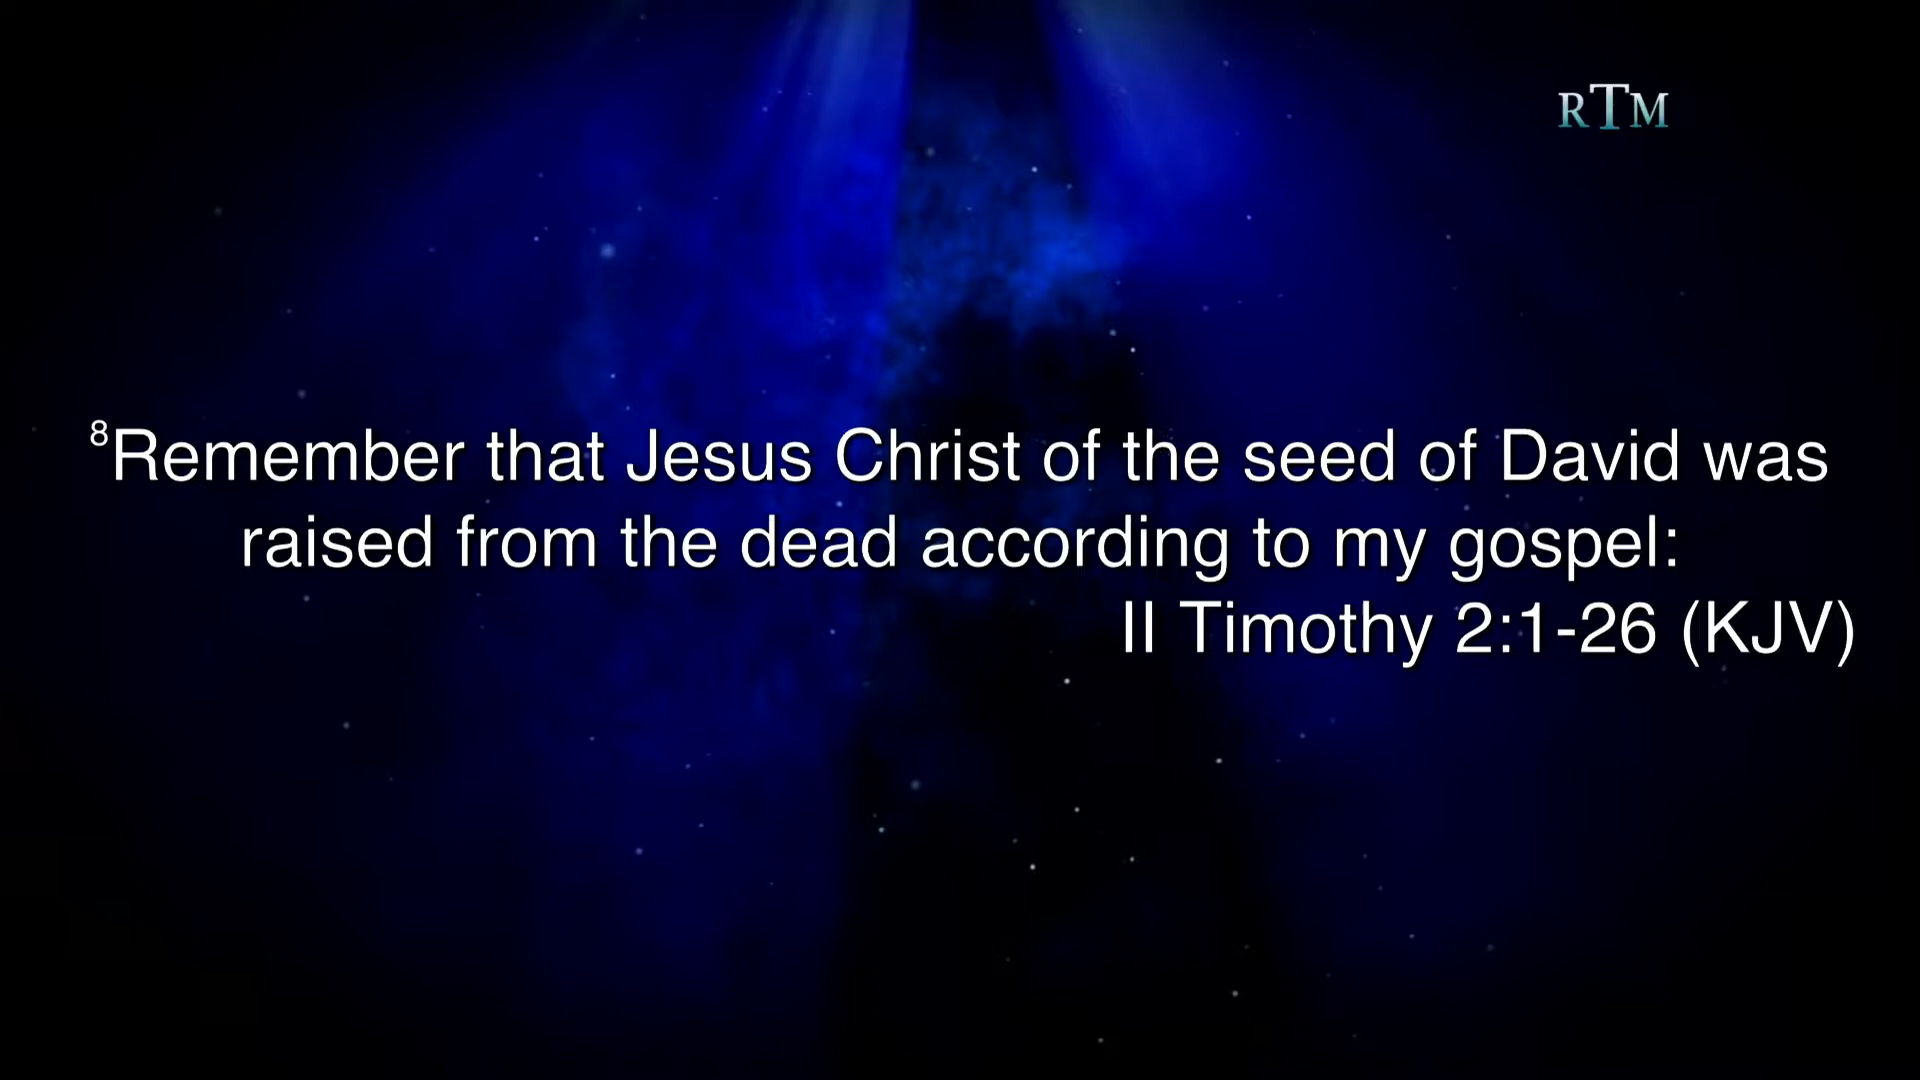 RTM
⁸Remember that Jesus Christ of the seed of David was
raised from the dead according to my gospel:
II Timothy 2:1-26 (KJV)